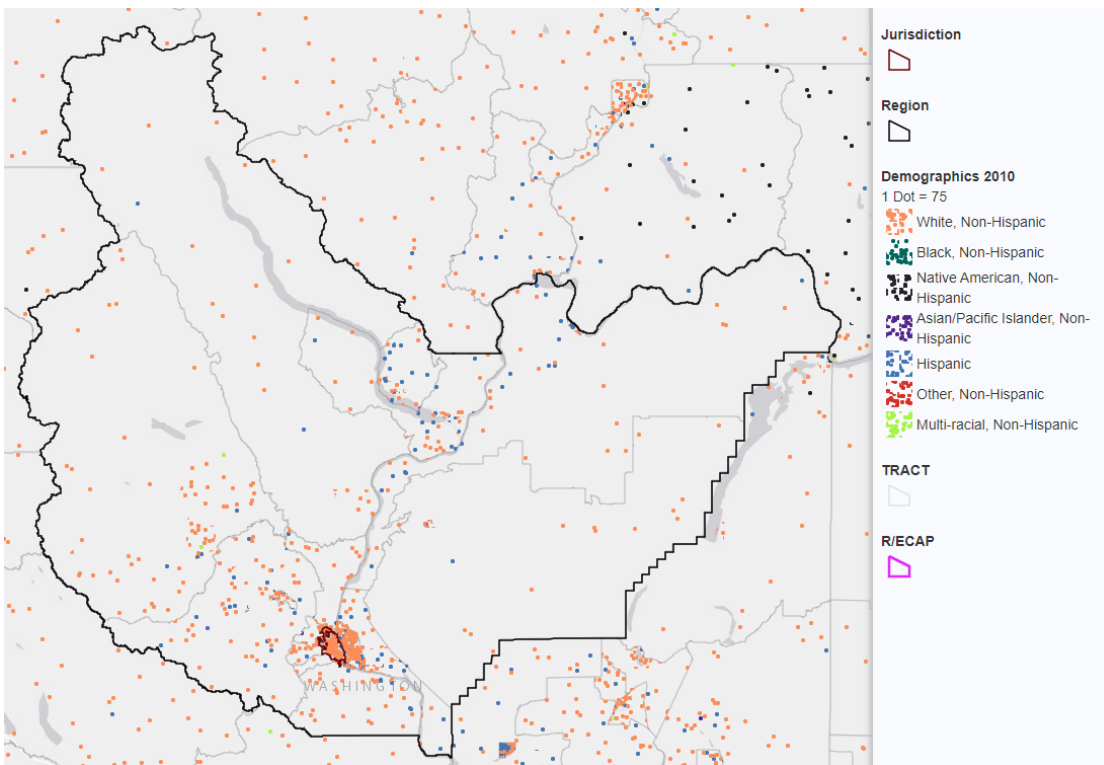 Jurisdiction
Region
Demographics 2010
1 Dot = 75
White, Non-Hispanic
Black, Non-Hispanic
Native American, Non-
Hispanic
Asian/Pacific Islander, Non-
Hispanic
Hispanic
Other, Non-Hispanic
Multi-racial, Non-Hispanic
TRACT
R/ECAP
WASHINGTON